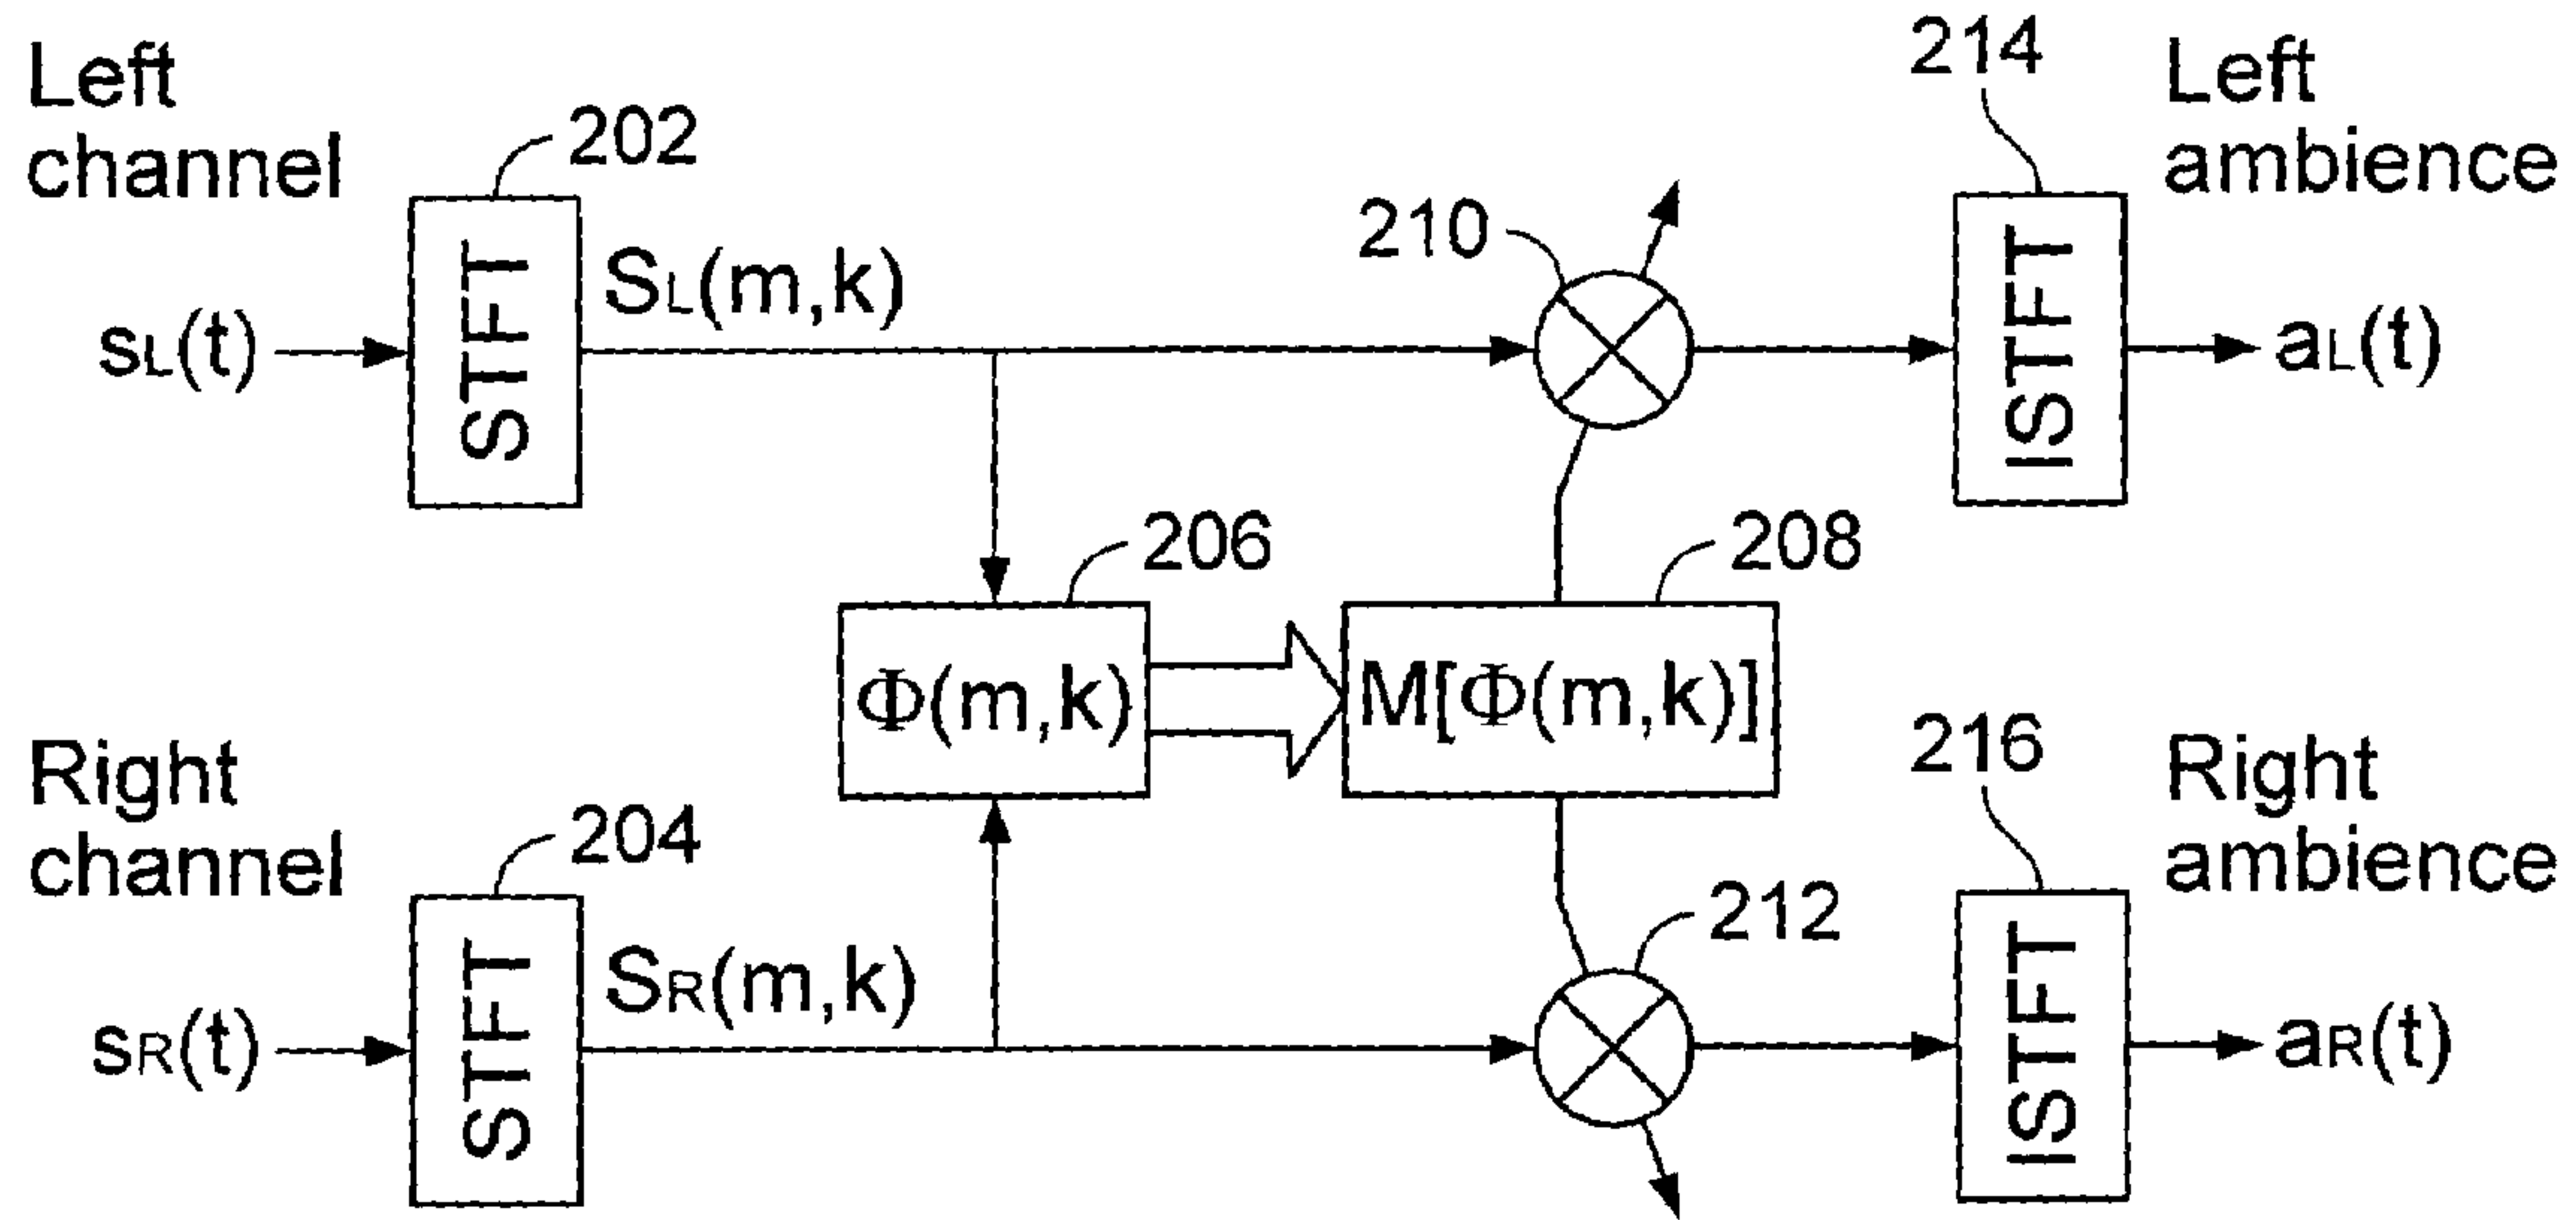 Left
channel
202
STFT
sL(t)
SL(m,k)
210
214
Left
ambience
ISTFT
aL(t)
206
Φ(m,k)
208
M[Φ(m,k)]
Right
channel
204
STFT
sR(t)
SR(m,k)
212
216
Right
ambience
ISTFT
aR(t)